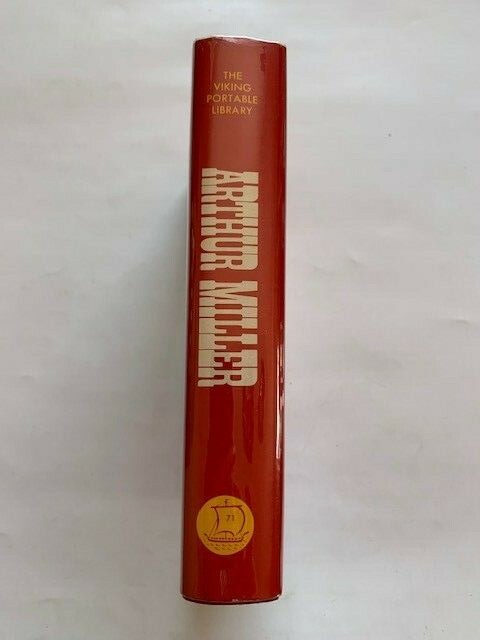 THE
VIKING
PORTABLE
LIBRARY
ARTHUR MILLER
71